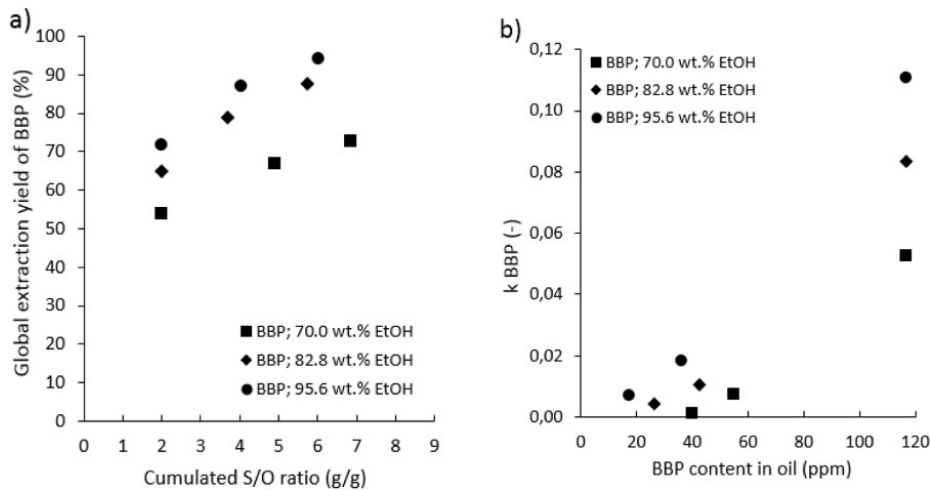 a)
Global extraction yield of BBP (%)
100
90
80
70
60
50
40
30
20
10
0
BBP; 70.0 wt.% EtOH
BBP; 82.8 wt.% EtOH
BBP; 95.6 wt.% EtOH
0 1 2 3 4 5 6 7 8 9
Cumulated S/O ratio (g/g)
b)
k BBP (-)
0,12
0,10
0,08
0,06
0,04
0,02
0,00
BBP; 70.0 wt.% EtOH
BBP; 82.8 wt.% EtOH
BBP; 95.6 wt.% EtOH
0 20 40 60 80 100 120
BBP content in oil (ppm)